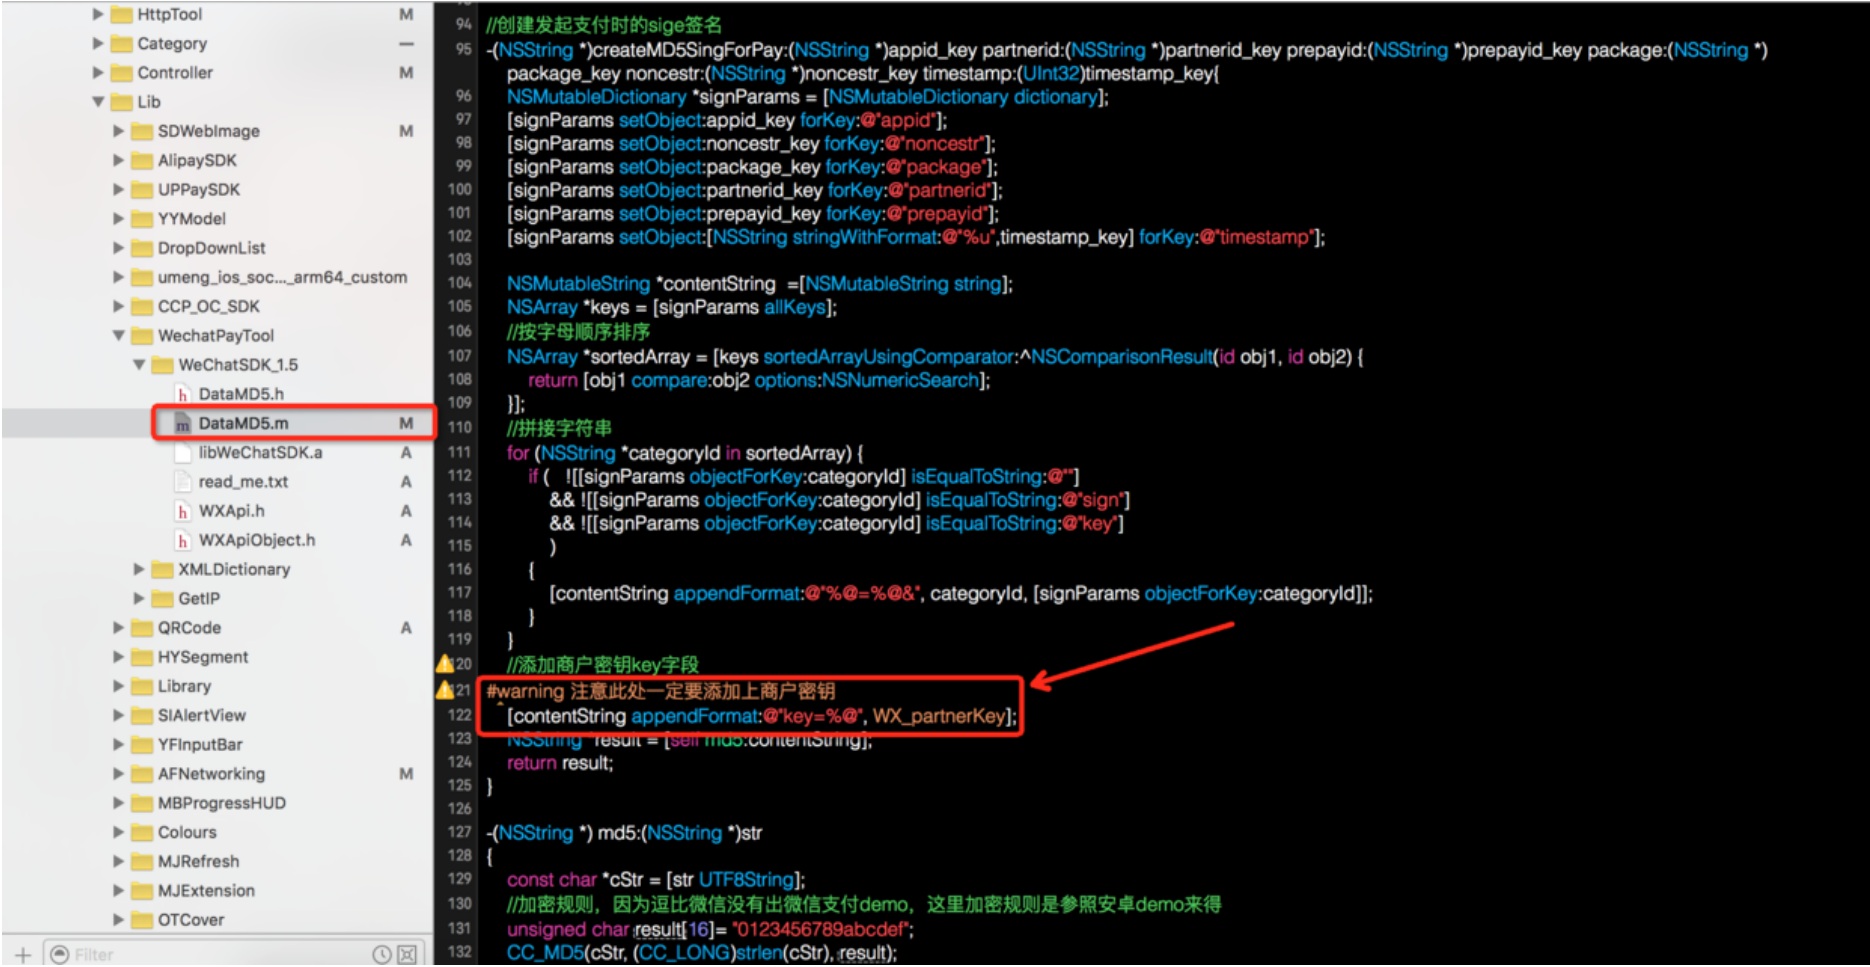 HttpTool M
Category —
Controller M
Lib
SDWebImage M
AlipaySDK
UPPaySDK
YYModel
DropDownList
umeng_ios_soc..._arm64_custom
CCP_OC_SDK
WechatPayTool
WeChatSDK_1.5
h DataMD5.h
m DataMD5.m M
libWeChatSDK.a A
read_me.txt A
h WXApi.h A
h WXApiObject.h A
XMLDictionary
GetIP
QRCode A
HYSegment
Library
SIAlertView
YFInputBar
AFNetworking M
MBProgressHUD
Colours
MJRefresh
MJExtension
OTCover
Filter
94 //创建发起支付时的sige签名
95 -(NSString *)createMD5SingForPay:(NSString *)appid_key partnerid:(NSString *)partnerid_key prepayid:(NSString *)prepayid_key package:(NSString *)
package_key noncestr:(NSString *)noncestr_key timestamp:(UInt32)timestamp_key{
96 NSMutableDictionary *signParams = [NSMutableDictionary dictionary];
97 [signParams setObject:appid_key forKey:@"appid"];
98 [signParams setObject:noncestr_key forKey:@"noncestr"];
99 [signParams setObject:package_key forKey:@"package"];
100 [signParams setObject:partnerid_key forKey:@"partnerid"];
101 [signParams setObject:prepayid_key forKey:@"prepayid"];
102 [signParams setObject:[NSString stringWithFormat:@"%u",timestamp_key] forKey:@"timestamp"];
103
104 NSMutableString *contentString =[NSMutableString string];
105 NSArray *keys = [signParams allKeys];
106 //按字母顺序排序
107 NSArray *sortedArray = [keys sortedArrayUsingComparator:^NSComparisonResult(id obj1, id obj2) {
108 return [obj1 compare:obj2 options:NSNumericSearch];
109 }];
110 //拼接字符串
111 for (NSString *categoryId in sortedArray) {
112 if ( ![[signParams objectForKey:categoryId] isEqualToString:@""]
113 && ![[signParams objectForKey:categoryId] isEqualToString:@"sign"]
114 && ![[signParams objectForKey:categoryId] isEqualToString:@"key"]
115 )
116 {
117 [contentString appendFormat:@"%@=%@&", categoryId, [signParams objectForKey:categoryId]];
118 }
119 }
120 //添加商户密钥key字段
121 #warning 注意此处一定要添加上商户密钥
122 [contentString appendFormat:@"key=%@", WX_partnerKey];
123 NSString *result = [self md5:contentString];
124 return result;
125 }
126
127 -(NSString *) md5:(NSString *)str
128 {
129 const char *cStr = [str UTF8String];
130 //加密规则，因为逗比微信没有出微信支付demo，这里加密规则是参照安卓demo来得
131 unsigned char result[16]= "0123456789abcdef";
132 CC_MD5(cStr, (CC_LONG)strlen(cStr), result);